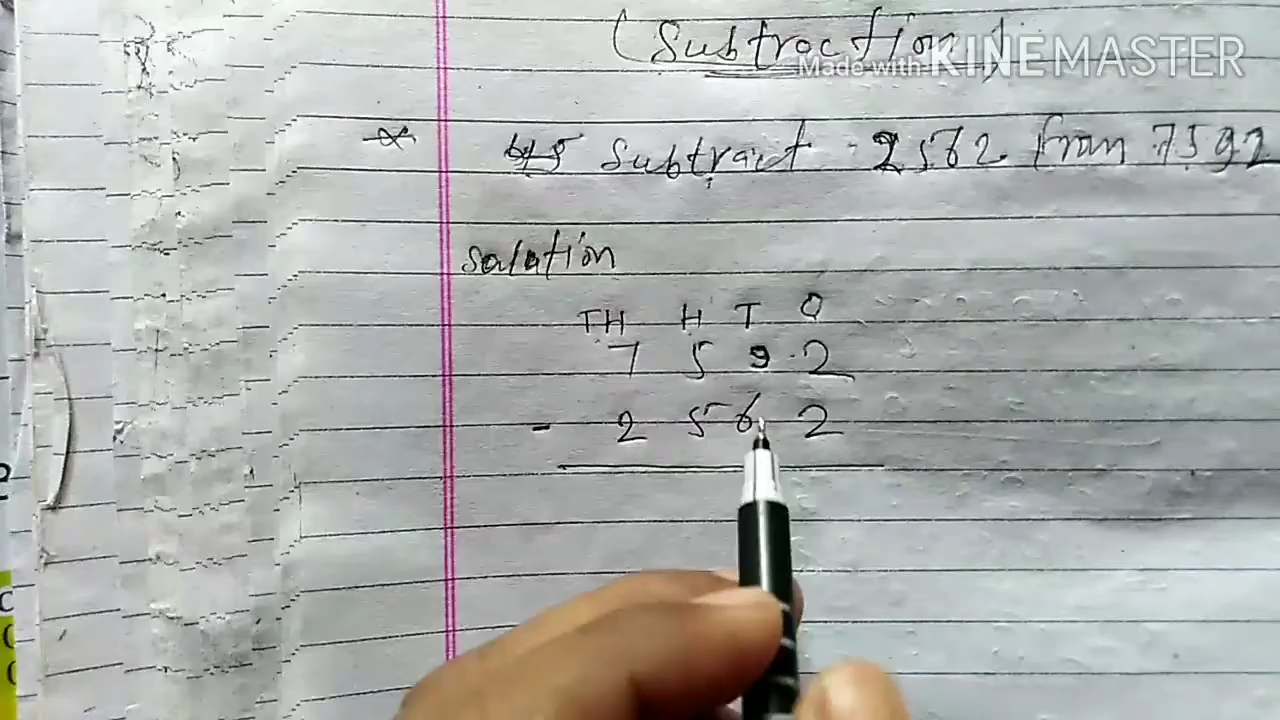 (Subtraction)
Made with KINEMASTER
Subtract 2562 from 7592
Solution
TH H T O
7 5 9 2
- 2 5 6 2